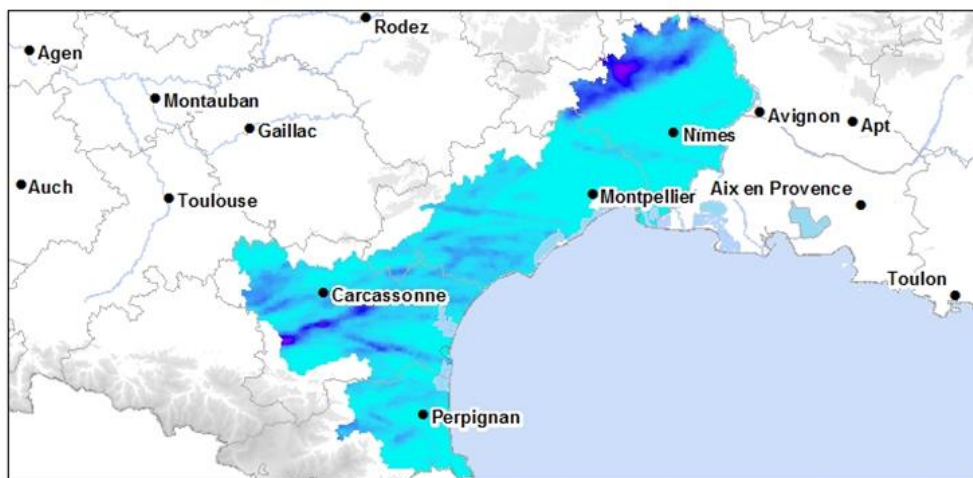 Rodez
Agen
Montauban
Gaillac
Avignon
Apt
Nîmes
Auch
Toulouse
Montpellier
Aix en Provence
Toulon
Carcassonne
Perpignan